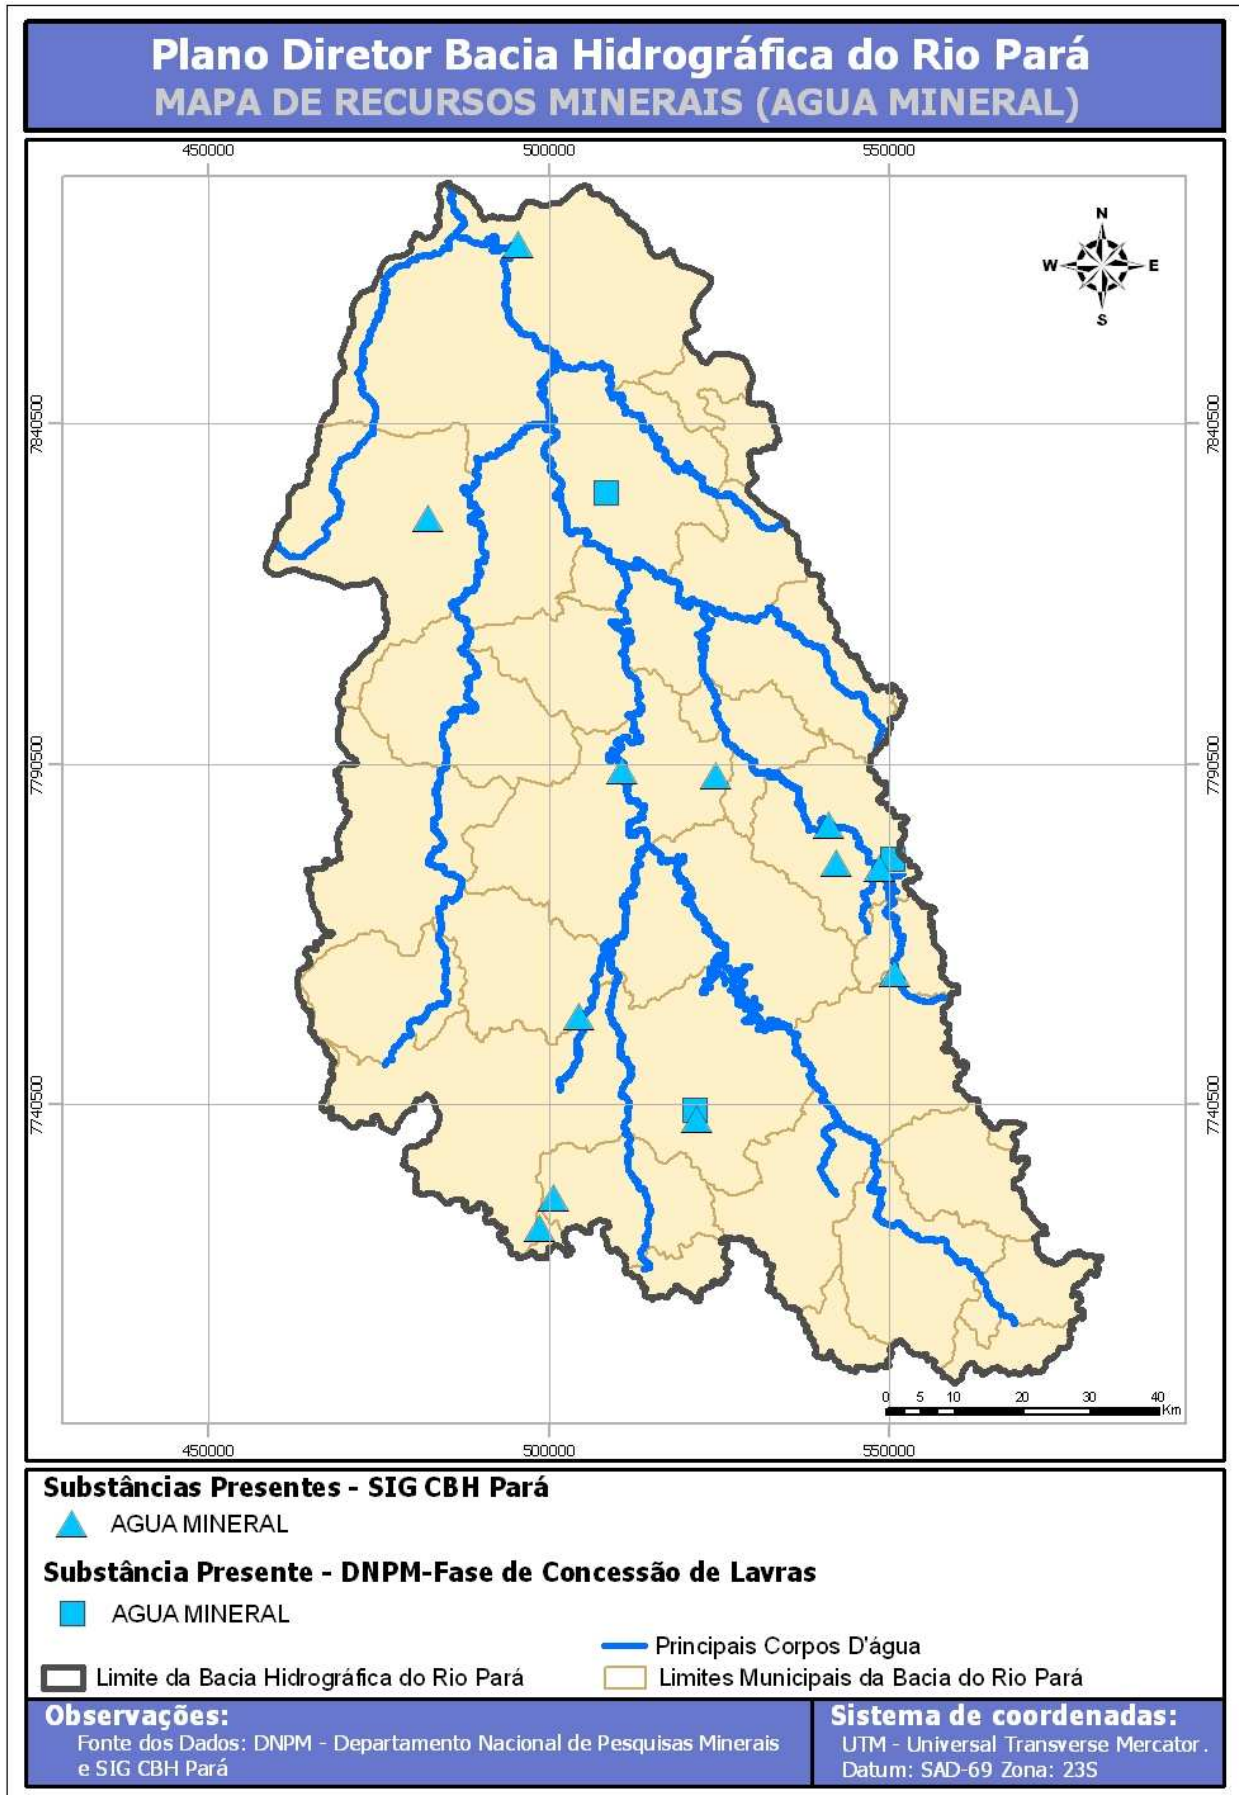 Plano Diretor Bacia Hidrográfica do Rio Pará
MAPA DE RECURSOS MINERAIS (AGUA MINERAL)
450000 500000 550000
N
W E
S
7840500 7840500
7790500 7790500
7740500 7740500
0 5 10 20 30 40
Km
450000 500000 550000
Substâncias Presentes - SIG CBH Pará
AGUA MINERAL
Substância Presente - DNPM-Fase de Concessão de Lavras
AGUA MINERAL
Principais Corpos D'água
Limite da Bacia Hidrográfica do Rio Pará
Limites Municipais da Bacia do Rio Pará
Observações:
Fonte dos Dados: DNPM - Departamento Nacional de Pesquisas Minerais
e SIG CBH Pará
Sistema de coordenadas:
UTM - Universal Transverse Mercator.
Datum: SAD-69 Zona: 23S